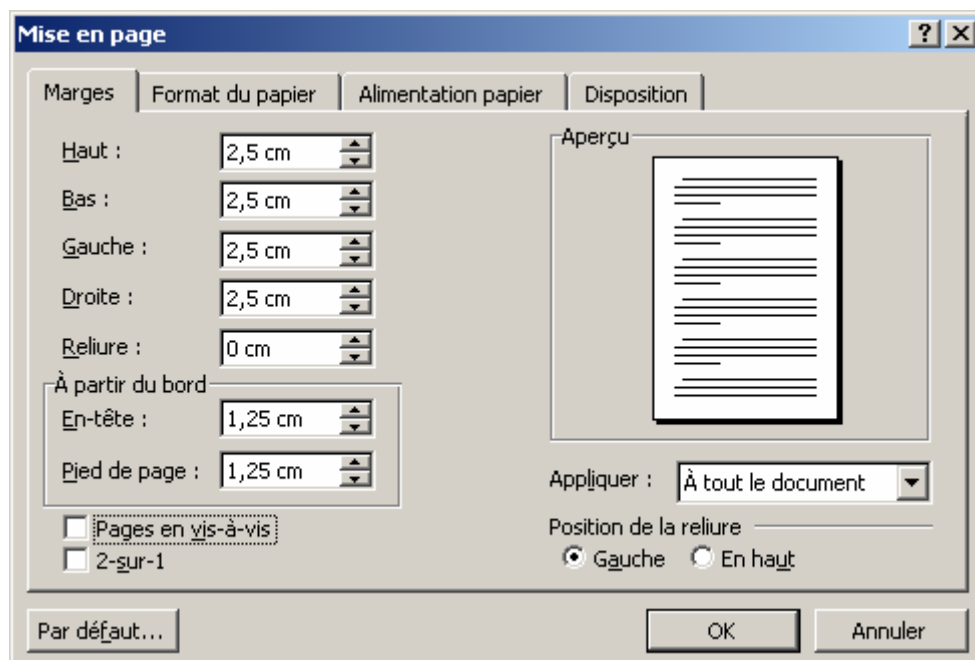 Mise en page
Marges Format du papier Alimentation papier Disposition
Haut : 2,5 cm
Bas : 2,5 cm
Gauche : 2,5 cm
Droite : 2,5 cm
Reliure : 0 cm
À partir du bord
En-tête : 1,25 cm
Pied de page : 1,25 cm
Pages en vis-à-vis
2-sur-1
Aperçu
Appliquer : À tout le document
Position de la reliure
Gauche En haut
Par défaut... OK Annuler